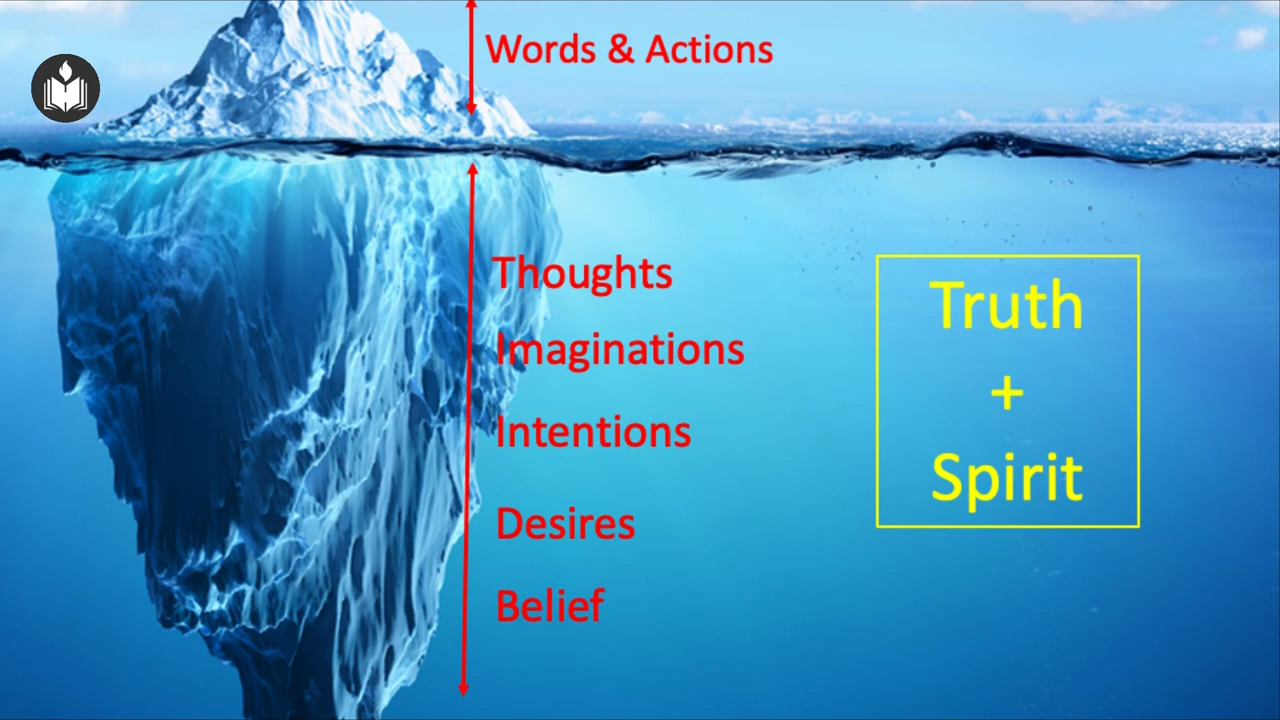 Words & Actions
Thoughts
Imaginations
Intentions
Desires
Belief
Truth
+
Spirit